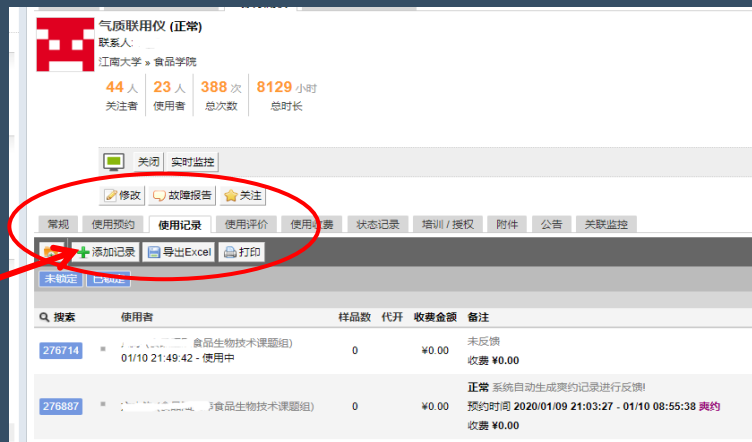 气质联用仪 (正常)
联系人:
江南大学 » 食品学院
44 人 23 人 388 次 8129 小时
关注者 使用者 总次数 总时长
关闭 实时监控
修改 故障报告 关注
常规 使用预约 使用记录 使用评价 使用收费 状态记录 培训 / 授权 附件 公告 关联监控
添加记录 导出Excel 打印
未锁定 已锁定
搜索 使用者 样品数 代开 收费金额 备注
276714 食品生物技术课题组) 0 ¥0.00 未反馈
01/10 21:49:42 - 使用中 收费 ¥0.00
正常 系统自动生成爽约记录进行反馈!
276887 食品生物技术课题组) 0 ¥0.00 预约时间 2020/01/09 21:03:27 - 01/10 08:55:38 爽约
收费 ¥0.00